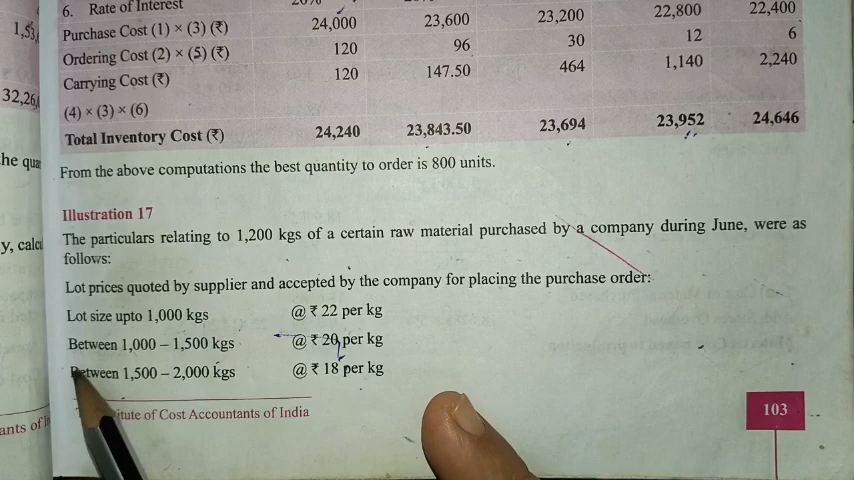 6. Rate of Interest
1,53,
Purchase Cost (1) × (3) (₹) 24,000 23,600 23,200 22,800 22,400
Ordering Cost (2) × (5) (₹) 120 96 30 12 6
Carrying Cost (₹) 120 147.50 464 1,140 2,240
32,26,
(4) × (3) × (6)
Total Inventory Cost (₹) 24,240 23,843.50 23,694 23,952 24,646
From the above computations the best quantity to order is 800 units.
Illustration 17
The particulars relating to 1,200 kgs of a certain raw material purchased by a company during June, were as
follows:
Lot prices quoted by supplier and accepted by the company for placing the purchase order:
Lot size upto 1,000 kgs @ ₹ 22 per kg
Between 1,000 – 1,500 kgs @ ₹ 20 per kg
Between 1,500 – 2,000 kgs @ ₹ 18 per kg
of Cost Accountants of India
103